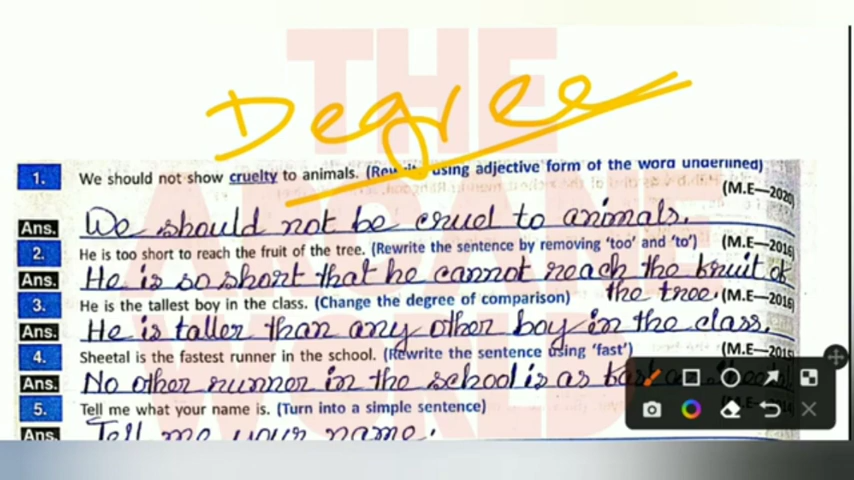 THE
ARCANE
WORLD
Degree
1. We should not show cruelty to animals. (Rewrite using adjective form of the word underlined)
(M.E—2020)
Ans. We should not be cruel to animals.
2. He is too short to reach the fruit of the tree. (Rewrite the sentence by removing 'too' and 'to') (M.E—2016)
Ans. He is so short that he cannot reach the fruit of
the tree.
3. He is the tallest boy in the class. (Change the degree of comparison) (M.E—2016)
Ans. He is taller than any other boy in the class.
4. Sheetal is the fastest runner in the school. (Rewrite the sentence using 'fast') (M.E—2015
Ans. No other runner in the school is as fast as
5. Tell me what your name is. (Turn into a simple sentence)
Ans. Tell me your name.